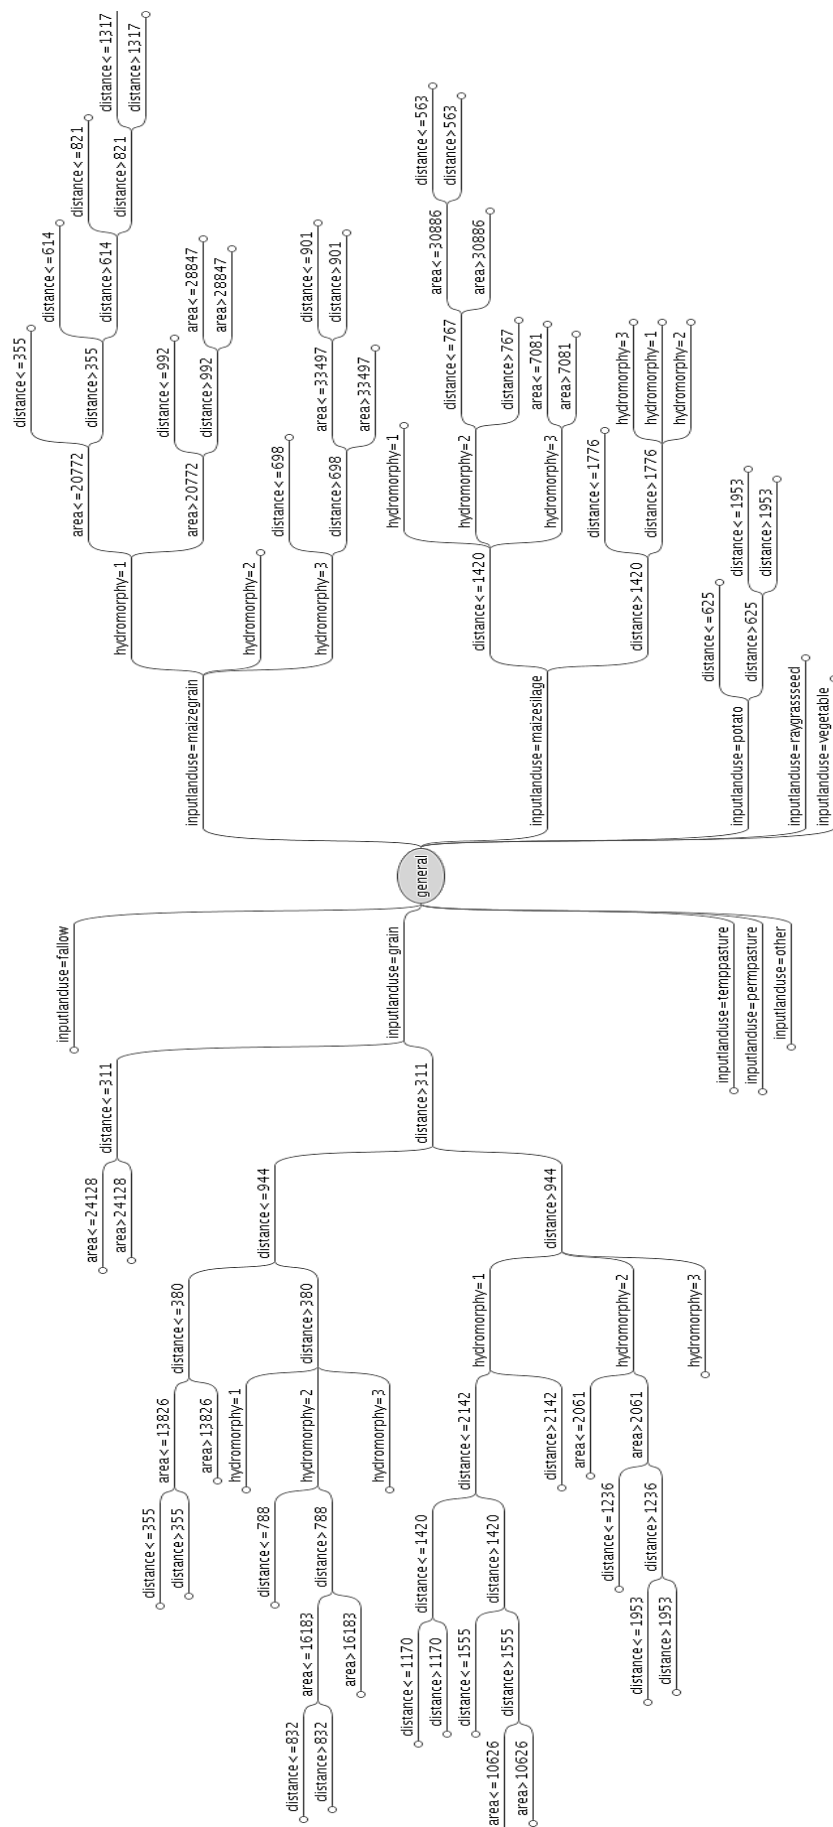 general
inputlanduse=maizegrain
hydromorphy=1
area<=20772
distance<=355
distance>355
distance<=614
distance>614
distance<=821
distance>821
distance<=1317
distance>1317
area>20772
distance<=992
distance>992
area<=28847
area>28847
hydromorphy=2
hydromorphy=3
distance<=698
distance>698
area<=33497
distance<=901
distance>901
area>33497
inputlanduse=maizesilage
distance<=1420
hydromorphy=1
hydromorphy=2
distance<=767
area<=30886
distance<=563
distance>563
area>30886
distance>767
hydromorphy=3
area<=7081
area>7081
distance>1420
distance<=1776
distance>1776
hydromorphy=3
hydromorphy=1
hydromorphy=2
inputlanduse=potato
distance<=625
distance>625
distance<=1953
distance>1953
inputlanduse=raygrassseed
inputlanduse=vegetable
inputlanduse=fallow
inputlanduse=grain
distance<=311
area<=24128
area>24128
distance>311
distance<=944
distance<=380
area<=13826
distance<=355
distance>355
area>13826
distance>380
hydromorphy=1
hydromorphy=2
distance<=788
distance>788
area<=16183
distance<=832
distance>832
area>16183
hydromorphy=3
distance>944
hydromorphy=1
distance<=2142
distance<=1420
distance<=1170
distance>1170
distance>1420
distance<=1555
distance>1555
area<=10626
area>10626
distance>2142
hydromorphy=2
area<=2061
area>2061
distance<=1236
distance>1236
distance<=1953
distance>1953
hydromorphy=3
inputlanduse=temppasture
inputlanduse=permpasture
inputlanduse=other